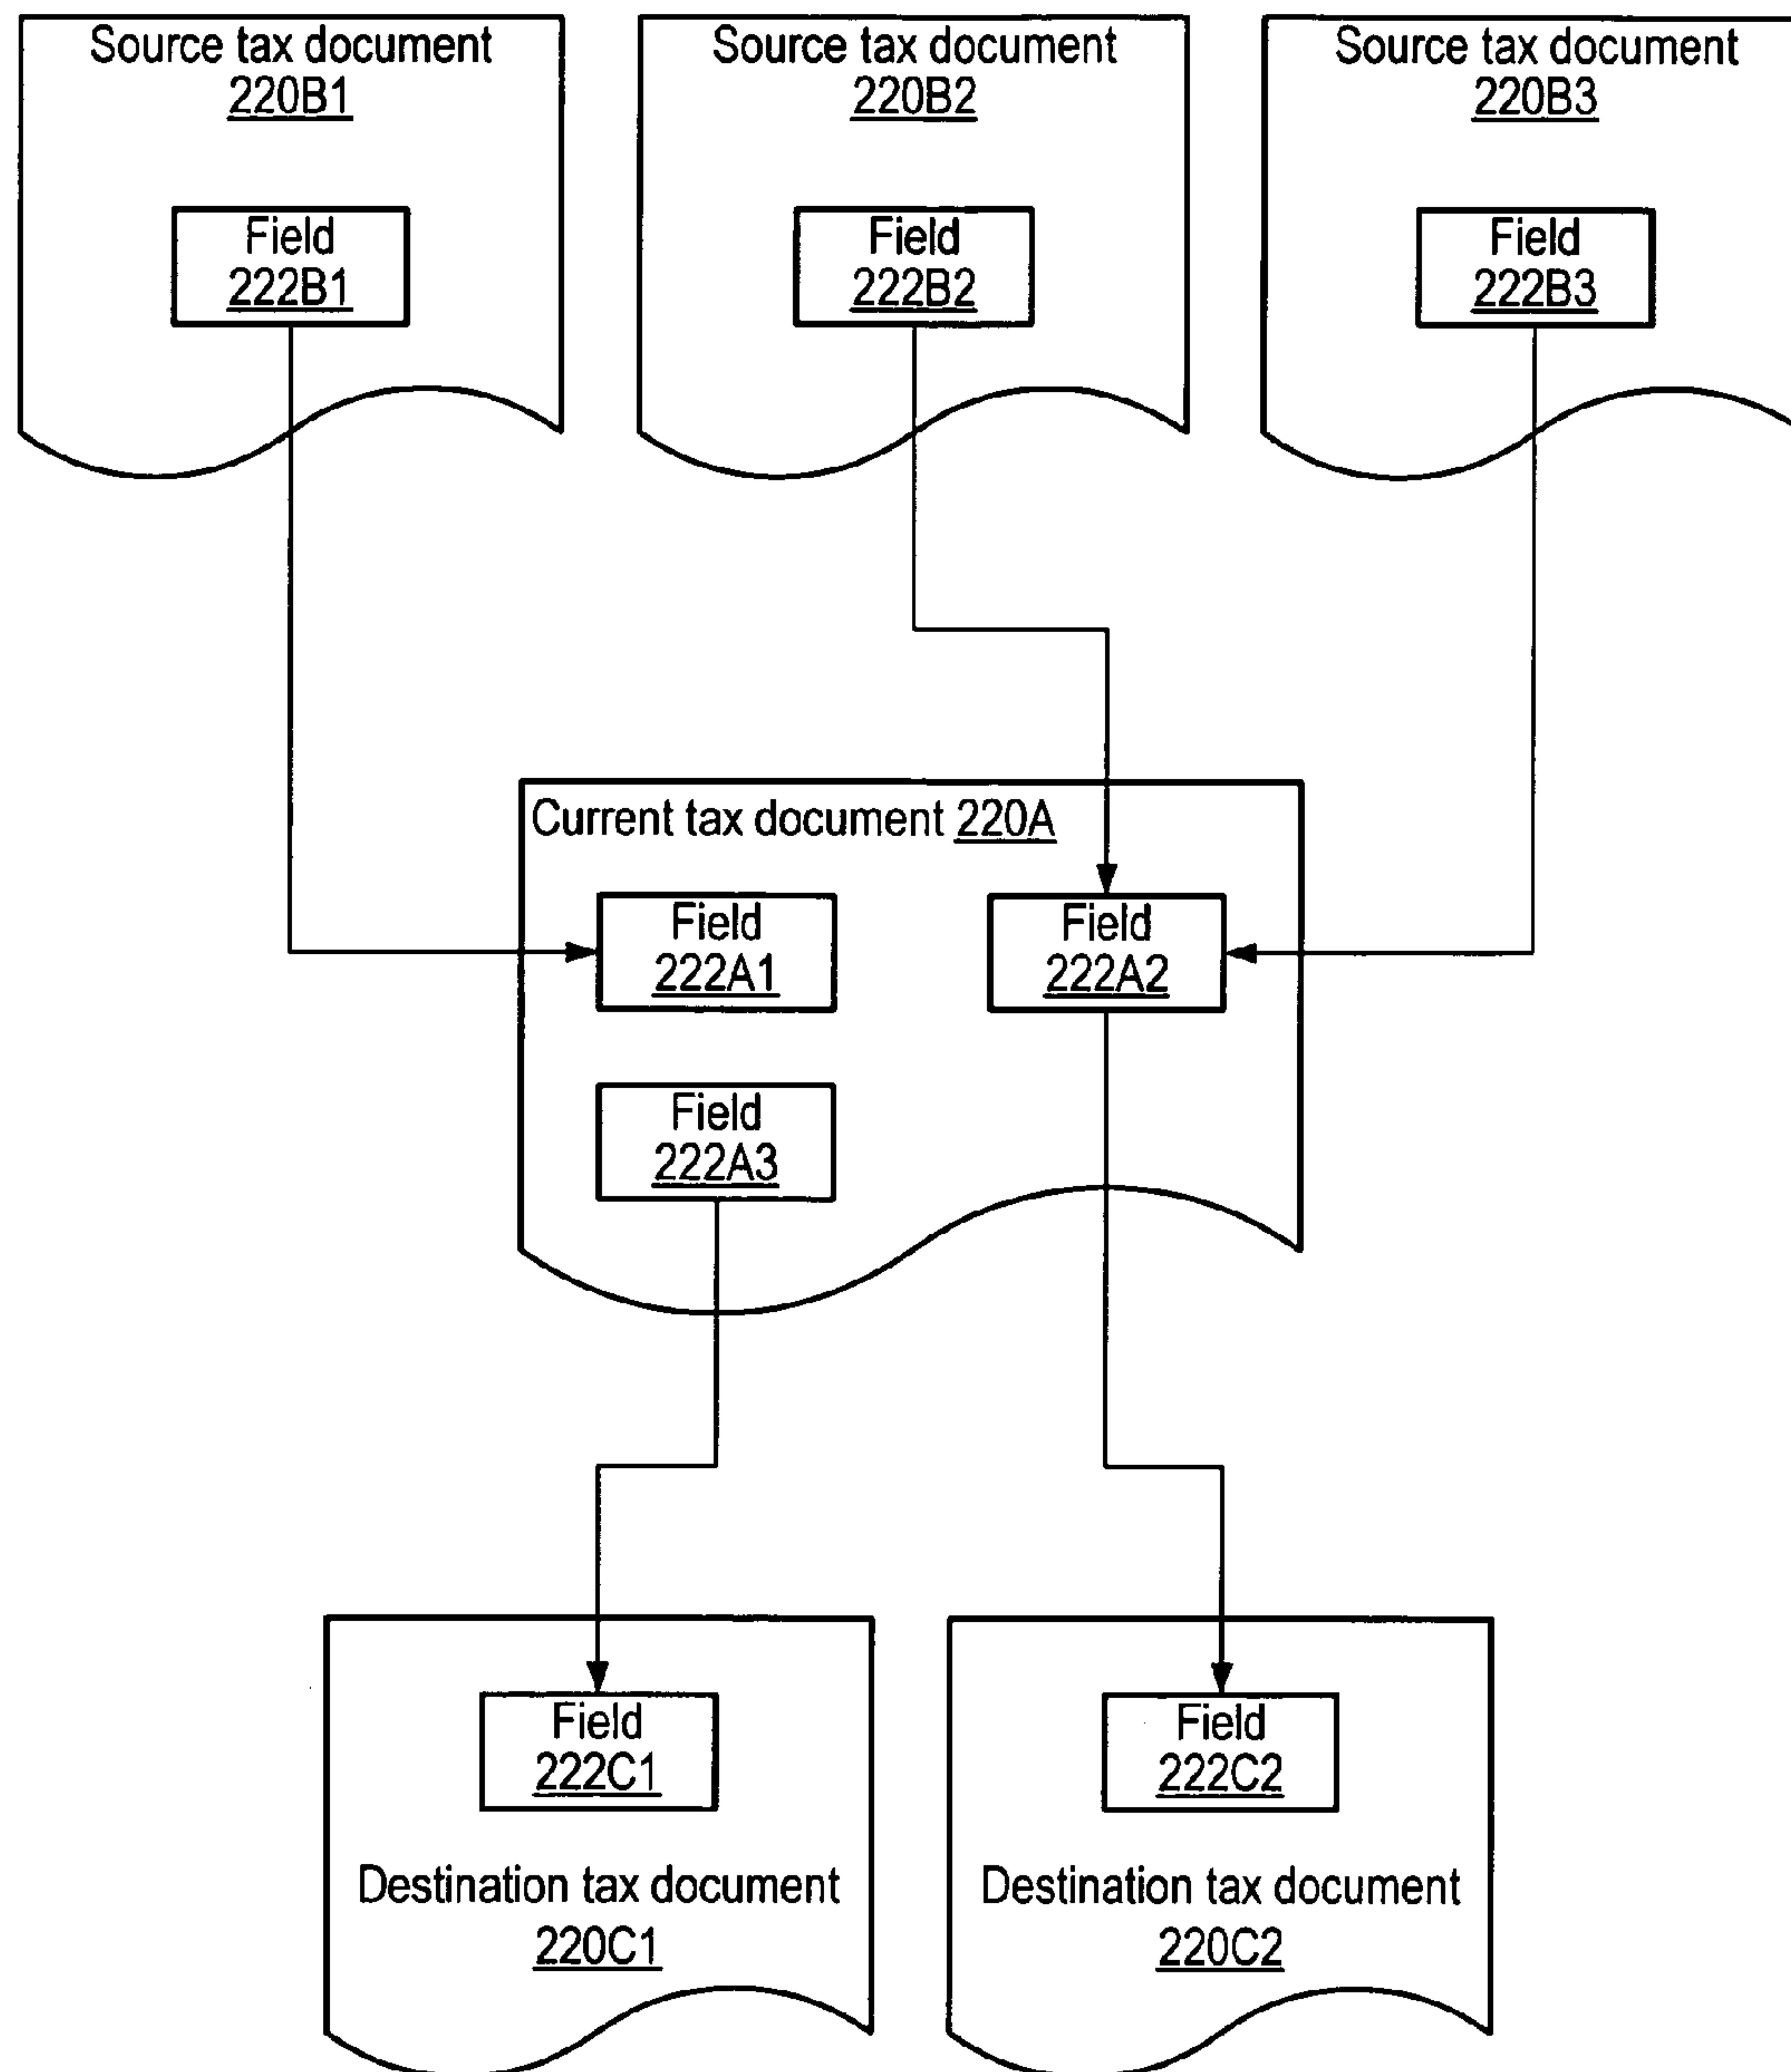 Source tax document
220B1
Field
222B1
Source tax document
220B2
Field
222B2
Source tax document
220B3
Field
222B3
Current tax document 220A
Field
222A1
Field
222A2
Field
222A3
Field
222C1
Destination tax document
220C1
Field
222C2
Destination tax document
220C2